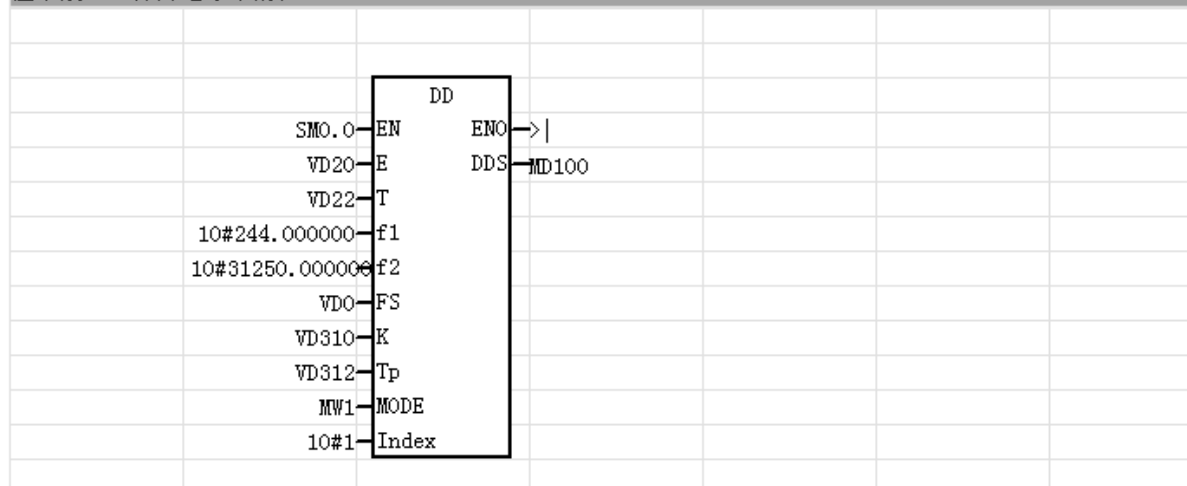 DD
SM0.0 EN ENO
VD20 E DDS MD100
VD22 T
10#244.000000 f1
10#31250.000000 f2
VD0 FS
VD310 K
VD312 Tp
MW1 MODE
10#1 Index